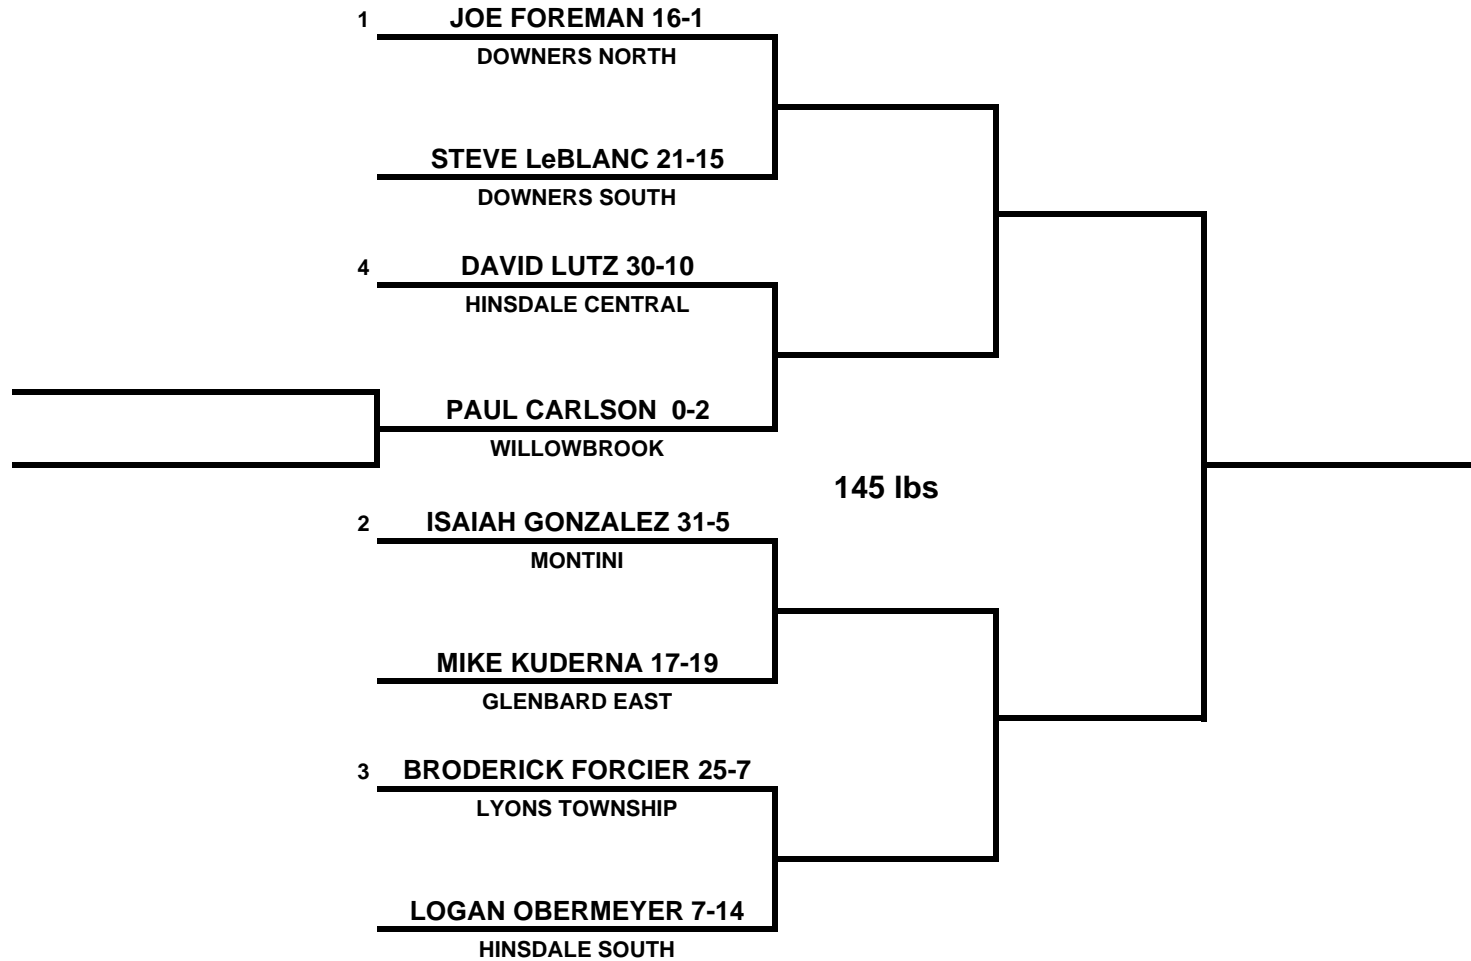 1 JOE FOREMAN 16-1
DOWNERS NORTH
STEVE LeBLANC 21-15
DOWNERS SOUTH
4 DAVID LUTZ 30-10
HINSDALE CENTRAL
PAUL CARLSON  0-2
WILLOWBROOK
145 lbs
2 ISAIAH GONZALEZ 31-5
MONTINI
MIKE KUDERNA 17-19
GLENBARD EAST
3 BRODERICK FORCIER 25-7
LYONS TOWNSHIP
LOGAN OBERMEYER 7-14
HINSDALE SOUTH